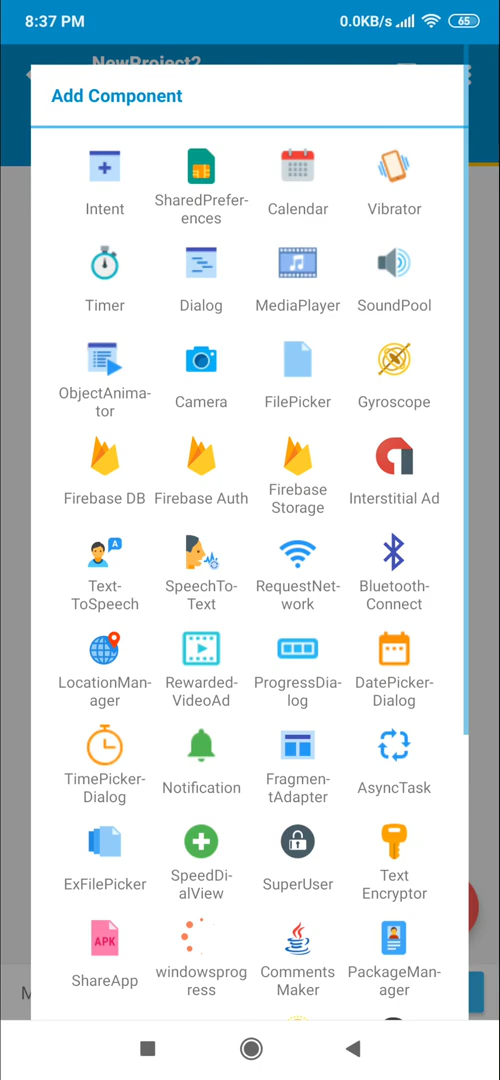 8:37 PM
0.0KB/s
65
NewProject2
Add Component
Intent
SharedPrefer-
ences
Calendar
Vibrator
Timer
Dialog
MediaPlayer
SoundPool
ObjectAnima-
tor
Camera
FilePicker
Gyroscope
Firebase DB
Firebase Auth
Firebase
Storage
Interstitial Ad
A
Text-
ToSpeech
SpeechTo-
Text
RequestNet-
work
Bluetooth-
Connect
LocationMan-
ager
Rewarded-
VideoAd
ProgressDia-
log
DatePicker-
Dialog
TimePicker-
Dialog
Notification
Fragmen-
tAdapter
AsyncTask
ExFilePicker
SpeedDi-
alView
SuperUser
Text
Encryptor
APK
ShareApp
windowsprog
ress
Comments
Maker
PackageMan-
ager
M